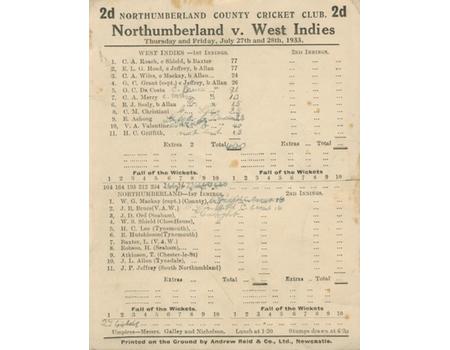 2d NORTHUMBERLAND COUNTY CRICKET CLUB. 2d
Northumberland v. West Indies
Thursday and Friday, July 27th and 28th, 1933.
WEST INDIES —1ST INNINGS. 2ND INNINGS.
1. C. A. Roach, c Shield, b Baxter 77
2. E. L. G. Hoad, c Jeffrey, b Allan 77
3. C. A. Wiles, c Mackay, b Allan... 24
4. G. C. Grant (capt.) c Jeffrey, b Allan 26
5. O. C. Da Costa
6. C. A. Merry
7. B. J. Sealy, b Allan
8. C. M. Christiani
9. E. Achong
10. V. A. Valentine
11. H. C. Griffith,
Extras 2 Total Extras ... Total ...
Fall of the Wickets. Fall of the Wickets.
1 2 3 4 5 6 7 8 9 10 1 2 3 4 5 6 7 8 9 10
164 164 193 212 234
NORTHUMBERLAND—1ST INNINGS. 2ND INNINGS.
1. W. G. Mackay (capt.) (County),
2. J. R. Bruce (V.A.W.)
3. J. D. Ord (Seaham),
4. W. S. Shield (CloseHouse),
5. H. C. Lee (Tynemouth),
6. E. Hutchinson (Tynemouth)
7. Baxter, L. (V. & W.)
8. Robson, H. (Seaham),
9. Atkinson, T. (Chester-le-St)
10. J. L. Allan (Tynedale),
11. J. P. Jeffrey (South Northumbland)
Extras ... Total ... Extras ... Total ...
Fall of the Wickets. Fall of the Wickets.
1 2 3 4 5 6 7 8 9 10 1 2 3 4 5 6 7 8 9 10
Umpires—Messrs. Galley and Nicholson. Lunch at 1-30 Stumps drawn at
Printed on the Ground by Andrew Reid & Co., Ltd., Newcastle.